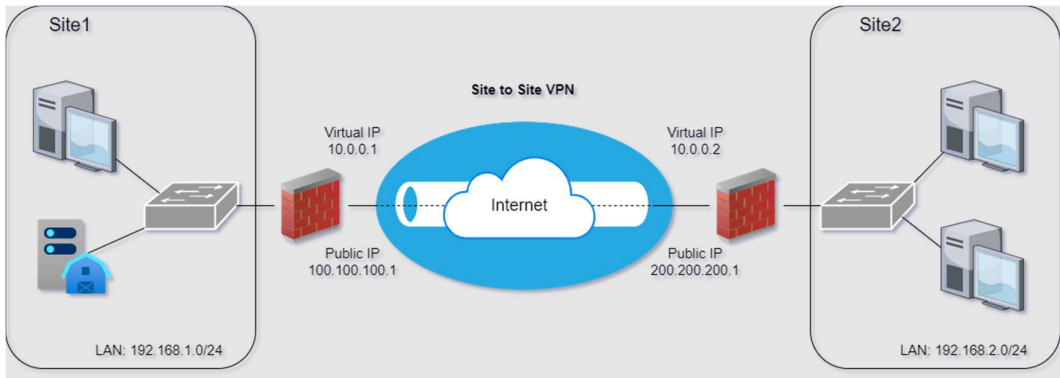 Site1
Site2
Site to Site VPN
Virtual IP
10.0.0.1
Virtual IP
10.0.0.2
Internet
Public IP
100.100.100.1
Public IP
200.200.200.1
LAN: 192.168.1.0/24
LAN: 192.168.2.0/24